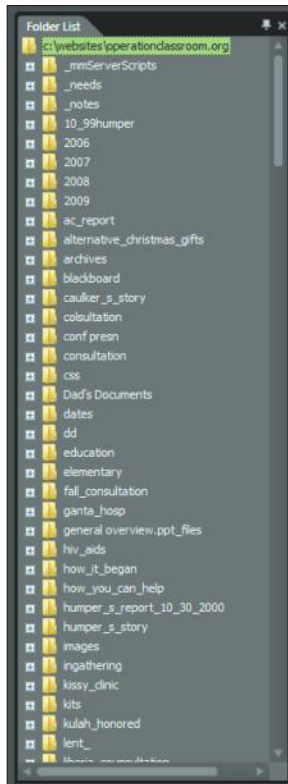 Folder List
c:\websites\operationclassroom.org
_mmServerScripts
_needs
_notes
10_99humper
2006
2007
2008
2009
ac_report
alternative_christmas_gifts
archives
blackboard
caulker_s_story
colsultation
conf presn
consultation
css
Dad's Documents
dates
dd
education
elementary
fall_consultation
ganta_hosp
general overview.ppt_files
hiv_aids
how_it_began
how_you_can_help
humper_s_report_10_30_2000
humper_s_story
images
ingathering
kissy_clinic
kits
kulah_honored
lent_